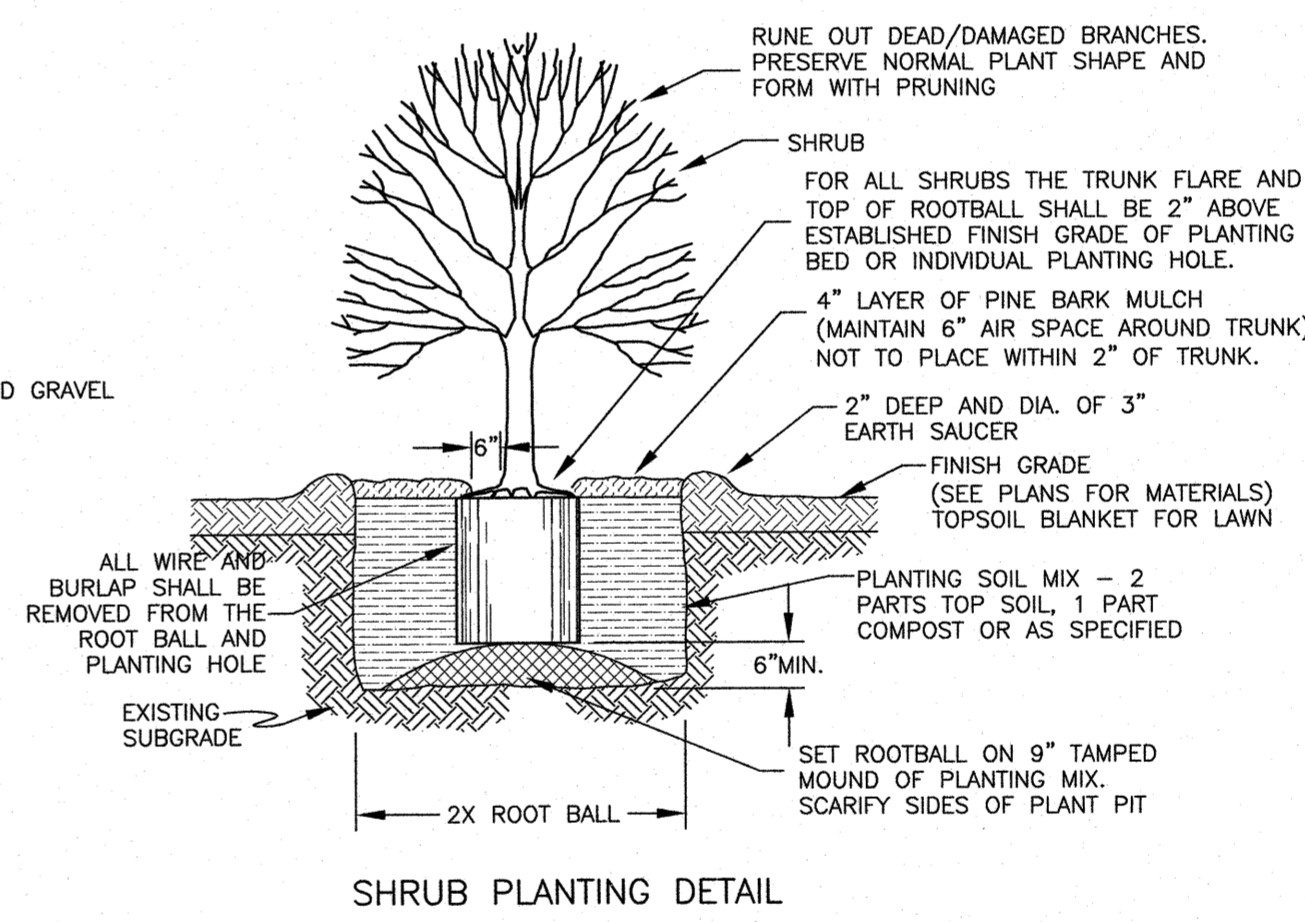 RUNE OUT DEAD/DAMAGED BRANCHES.
PRESERVE NORMAL PLANT SHAPE AND
FORM WITH PRUNING
SHRUB
FOR ALL SHRUBS THE TRUNK FLARE AND
TOP OF ROOTBALL SHALL BE 2" ABOVE
ESTABLISHED FINISH GRADE OF PLANTING
BED OR INDIVIDUAL PLANTING HOLE.
4" LAYER OF PINE BARK MULCH
(MAINTAIN 6" AIR SPACE AROUND TRUNK)
NOT TO PLACE WITHIN 2" OF TRUNK.
D GRAVEL
2" DEEP AND DIA. OF 3"
EARTH SAUCER
6"
FINISH GRADE
(SEE PLANS FOR MATERIALS)
TOPSOIL BLANKET FOR LAWN
ALL WIRE AND
BURLAP SHALL BE
REMOVED FROM THE
ROOT BALL AND
PLANTING HOLE
PLANTING SOIL MIX - 2
PARTS TOP SOIL, 1 PART
COMPOST OR AS SPECIFIED
6"MIN.
EXISTING
SUBGRADE
SET ROOTBALL ON 9" TAMPED
MOUND OF PLANTING MIX.
SCARIFY SIDES OF PLANT PIT
2X ROOT BALL
SHRUB PLANTING DETAIL